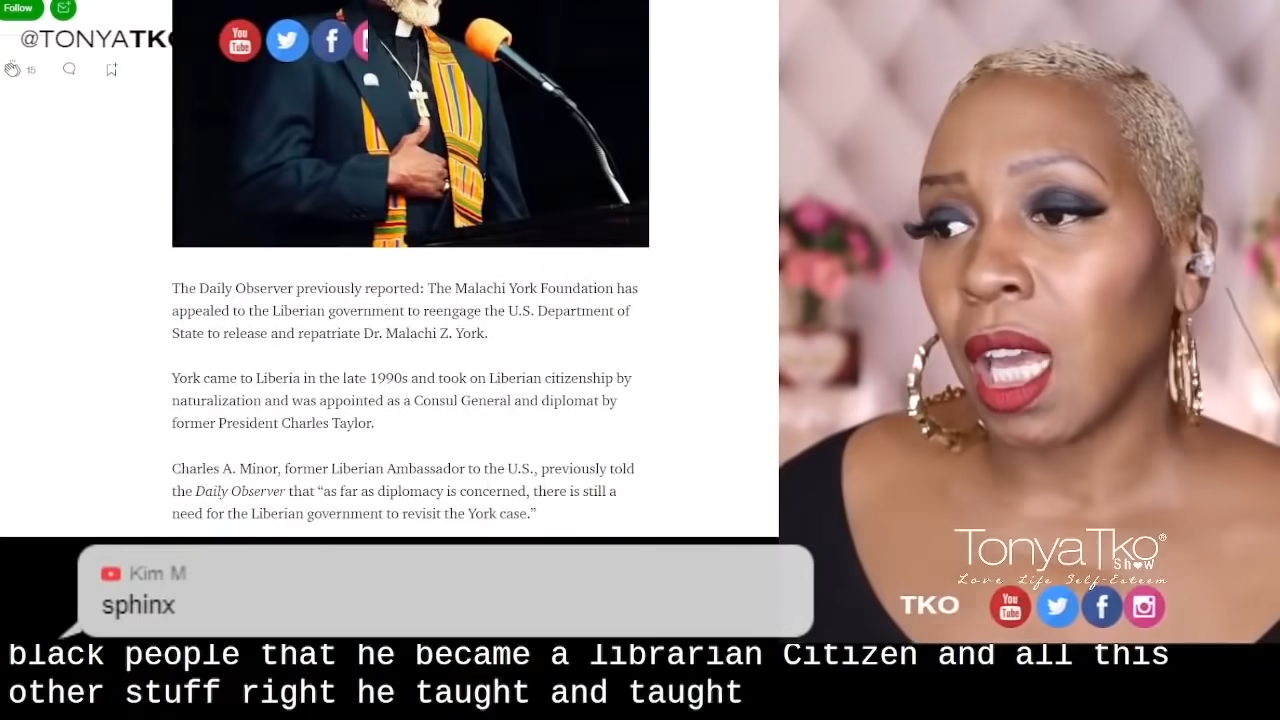 Follow
@TONYATK
You
Tube
15
The Daily Observer previously reported: The Malachi York Foundation has
appealed to the Liberian government to reengage the U.S. Department of
State to release and repatriate Dr. Malachi Z. York.
York came to Liberia in the late 1990s and took on Liberian citizenship by
naturalization and was appointed as a Consul General and diplomat by
former President Charles Taylor.
Charles A. Minor, former Liberian Ambassador to the U.S., previously told
the Daily Observer that “as far as diplomacy is concerned, there is still a
need for the Liberian government to revisit the York case.”
TonyaTko®
Show
Love Life Self-Esteem
TKO
You
Tube
Kim M
sphinx
black people that he became a librarian Citizen and all this
other stuff right he taught and taught